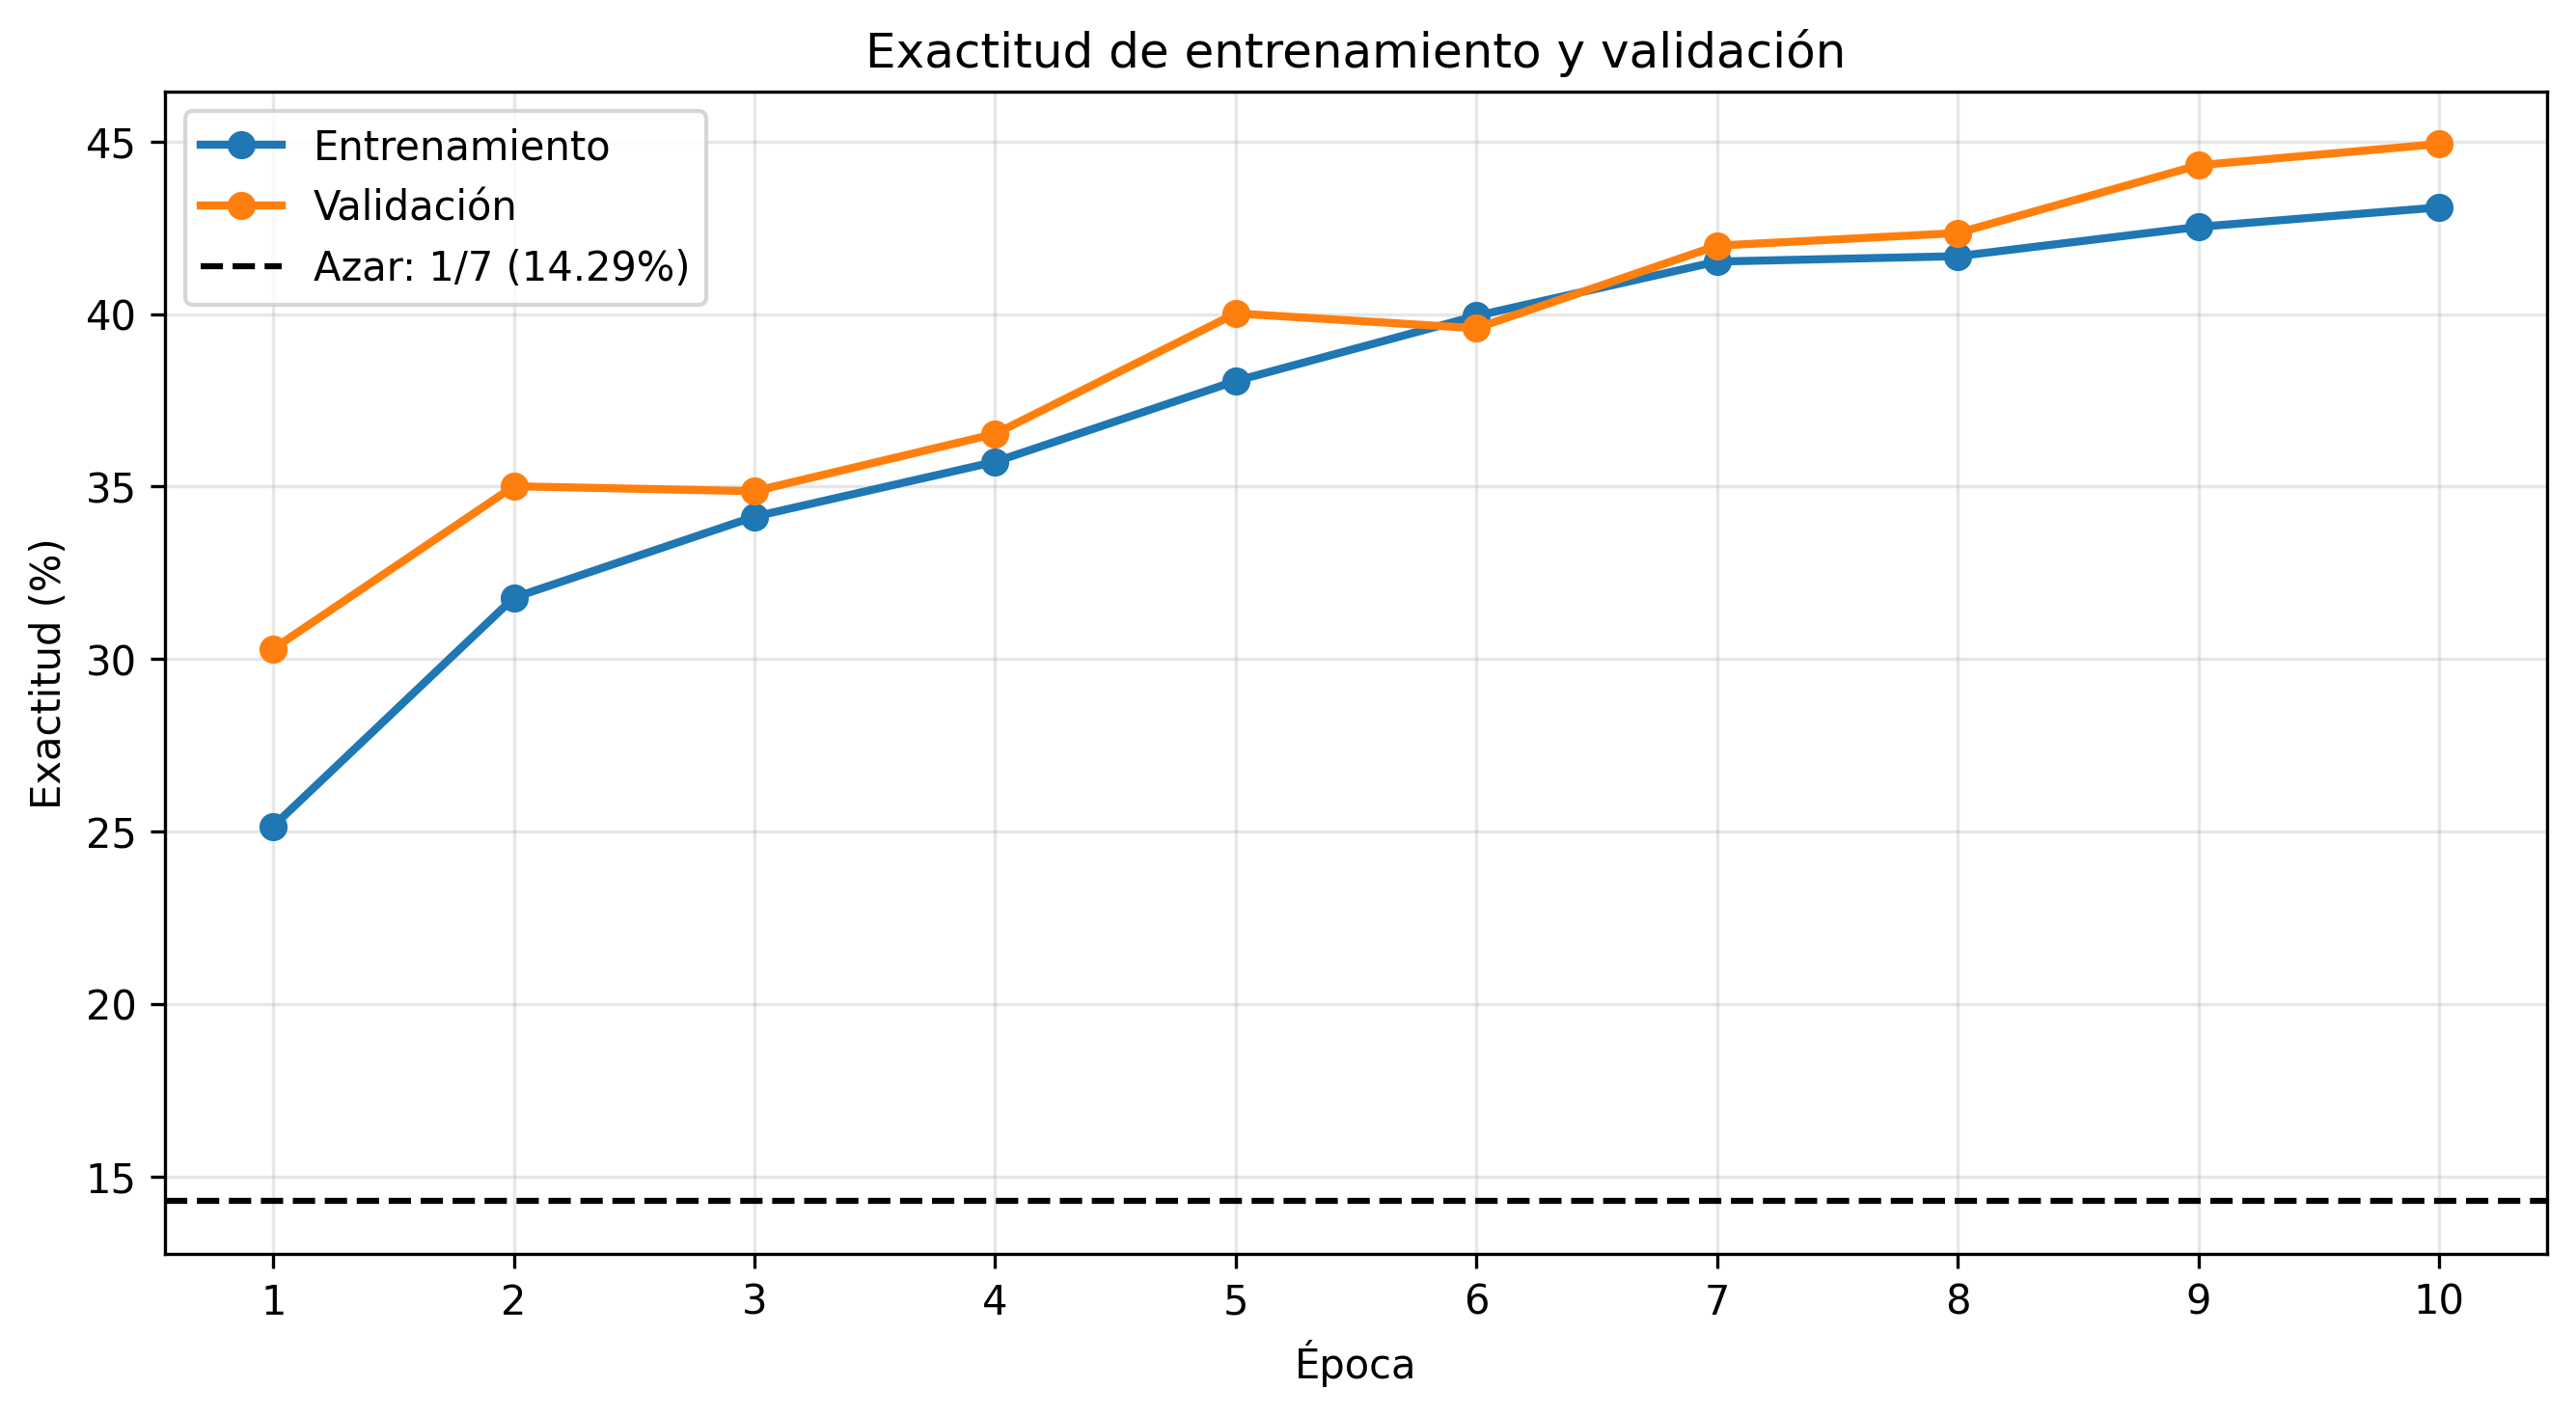 Exactitud de entrenamiento y validación
Entrenamiento
Validación
Azar: 1/7 (14.29%)
Exactitud (%)
45
40
35
30
25
20
15
1 2 3 4 5 6 7 8 9 10
Época